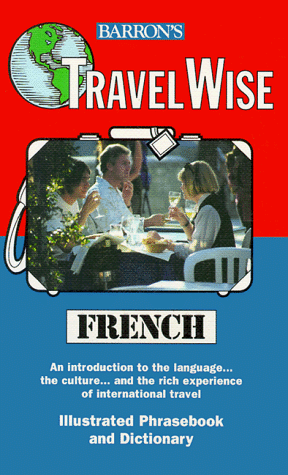 BARRON'S
TRAVELWISE
FRENCH
An introduction to the language...
the culture... and the rich experience
of international travel
Illustrated Phrasebook
and Dictionary